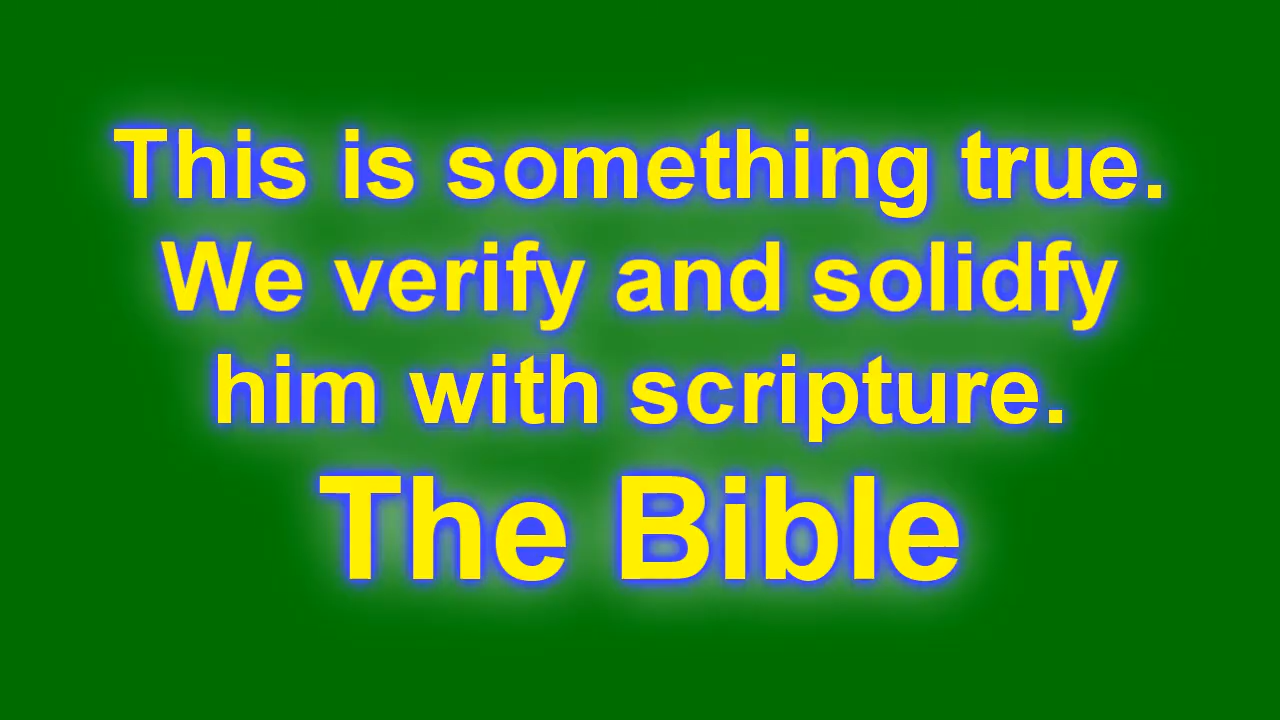 This is something true.
We verify and solidfy
him with scripture.
The Bible